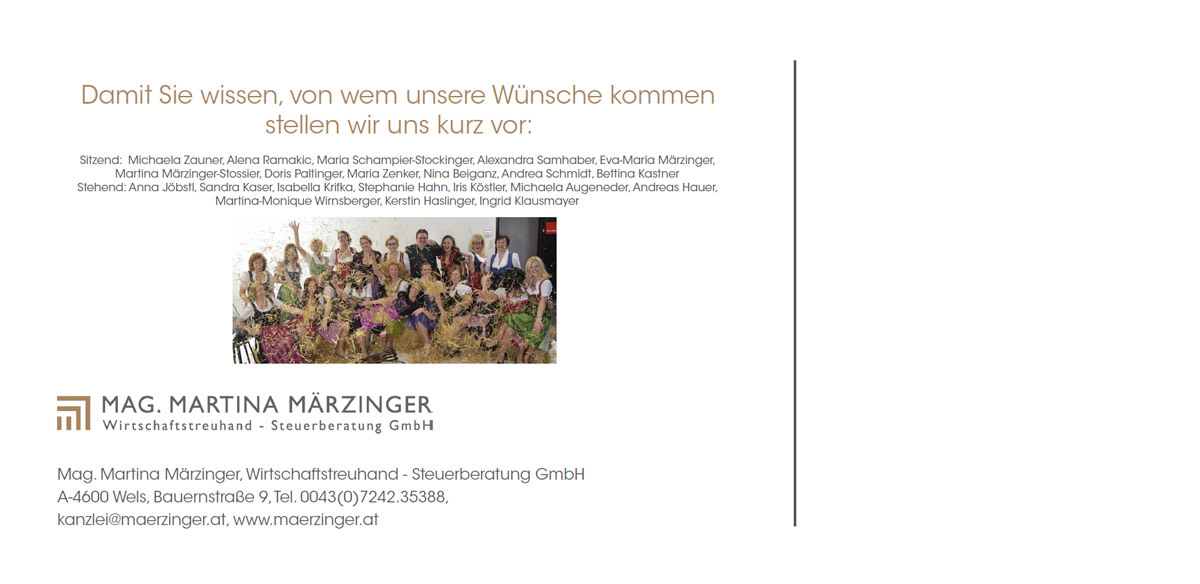 Damit Sie wissen, von wem unsere Wünsche kommen
stellen wir uns kurz vor:
Sitzend:  Michaela Zauner, Alena Ramakic, Maria Schampier-Stockinger, Alexandra Samhaber, Eva-Maria Märzinger,
Martina Märzinger-Stossier, Doris Paltinger, Maria Zenker, Nina Beiganz, Andrea Schmidt, Bettina Kastner
Stehend: Anna Jöbstl, Sandra Kaser, Isabella Krifka, Stephanie Hahn, Iris Köstler, Michaela Augeneder, Andreas Hauer,
Martina-Monique Wirnsberger, Kerstin Haslinger, Ingrid Klausmayer
MAG. MARTINA MÄRZINGER
Wirtschaftstreuhand - Steuerberatung GmbH
Mag. Martina Märzinger, Wirtschaftstreuhand - Steuerberatung GmbH
A-4600 Wels, Bauernstraße 9, Tel. 0043(0)7242.35388,
kanzlei@maerzinger.at, www.maerzinger.at